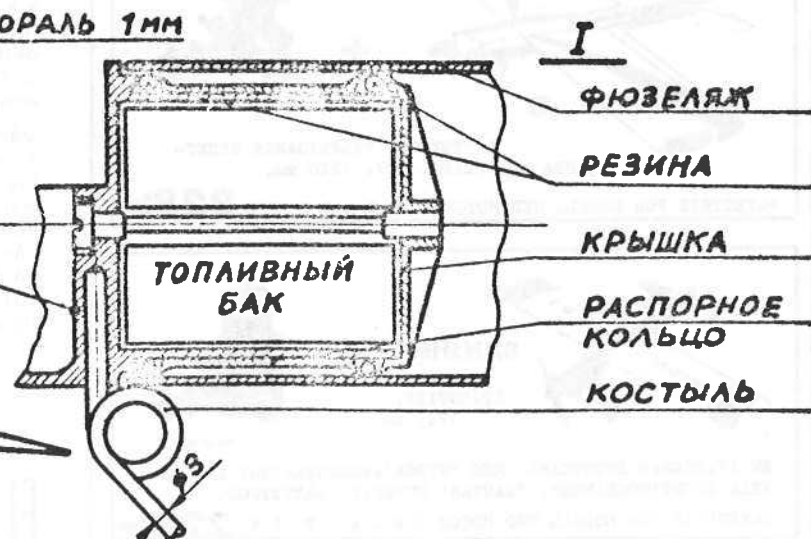 ОРАЛЬ 1мм
I
ФЮЗЕЛЯЖ
РЕЗИНА
КРЫШКА
ТОПЛИВНЫЙ
БАК
РАСПОРНОЕ
КОЛЬЦО
КОСТЫЛЬ
⌀3